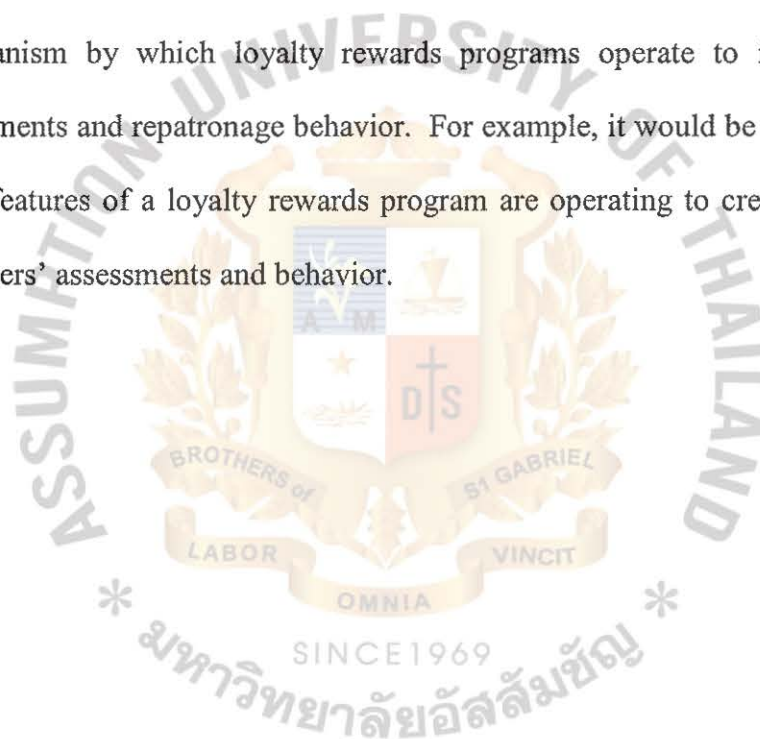 anism by which loyalty rewards programs operate to
ments and repatronage behavior. For example, it would be
features of a loyalty rewards program are operating to cre
ers’ assessments and behavior.
ASSUMPTION UNIVERSITY OF THAILAND
A M
D S
BROTHERS of ST GABRIEL
LABOR
VINCIT
OMNIA
* SINCE1969 *
มหาวิทยาลัยอัสสัมชัญ